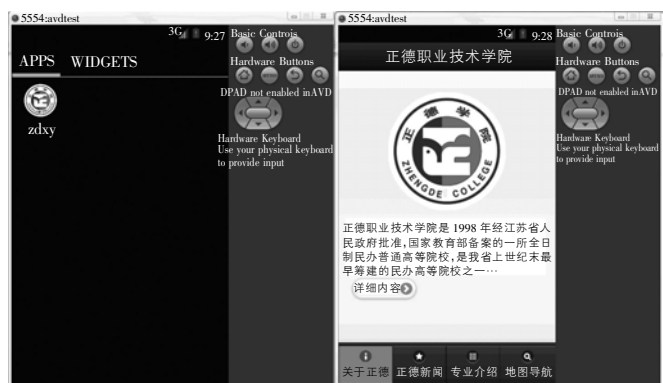 5554:avdtest
3G 9:27
APPS WIDGETS
zdxy
Basic Controis
Hardware Buttons
MENU
DPAD not enabled inAVD
Hardware Keyboard
Use your physical keyboard
to provide input
5554:avdtest
3G 9:28
正德职业技术学院
正德学院
ZHENGDE COLLEGE
正德职业技术学院是 1998 年经江苏省人
民政府批准,国家教育部备案的一所全日
制民办普通高等院校,是我省上世纪末最
早筹建的民办高等院校之一…
详细内容
关于正德 正德新闻 专业介绍 地图导航
Basic Controis
Hardware Buttons
MENU
DPAD not enabled inAVD
Hardware Keyboard
Use your physical keyboard
to provide input